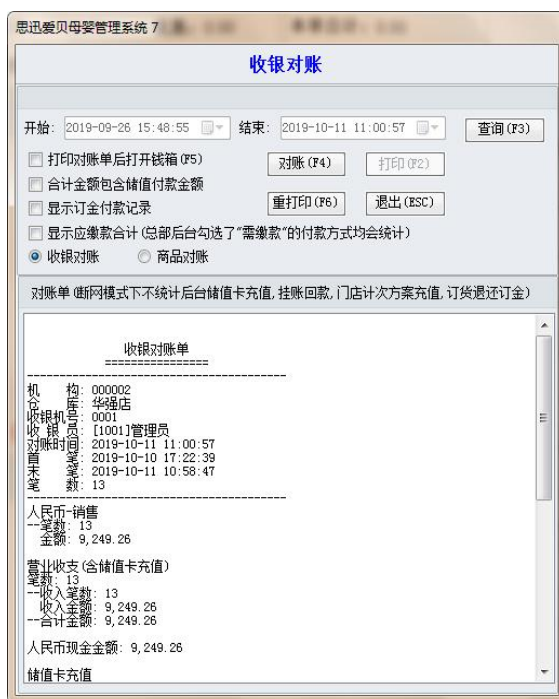 思迅爱贝母婴管理系统 7
收银对账
开始: 2019-09-26 15:48:55 结束: 2019-10-11 11:00:57 查询(F3)
打印对账单后打开钱箱(F5) 对账(F4) 打印(F2)
合计金额包含储值付款金额
显示订金付款记录 重打印(F6) 退出(ESC)
显示应缴款合计(总部后台勾选了"需缴款"的付款方式均会统计)
收银对账 商品对账
对账单(断网模式下不统计后台储值卡充值,挂账回款,门店计次方案充值,订货退还订金)
收银对账单
================
----------------------------------------
机 构: 000002
仓 库: 华强店
收银机号: 0001
收 银 员: [1001]管理员
对账时间: 2019-10-11 11:00:57
首 笔: 2019-10-10 17:22:39
末 笔: 2019-10-11 10:58:47
笔 数: 13
----------------------------------------
人民币-销售
--笔数: 13
金额: 9,249.26
营业收支(含储值卡充值)
笔数: 13
--收入笔数: 13
收入金额: 9,249.26
--合计金额: 9,249.26
人民币现金金额: 9,249.26
储值卡充值